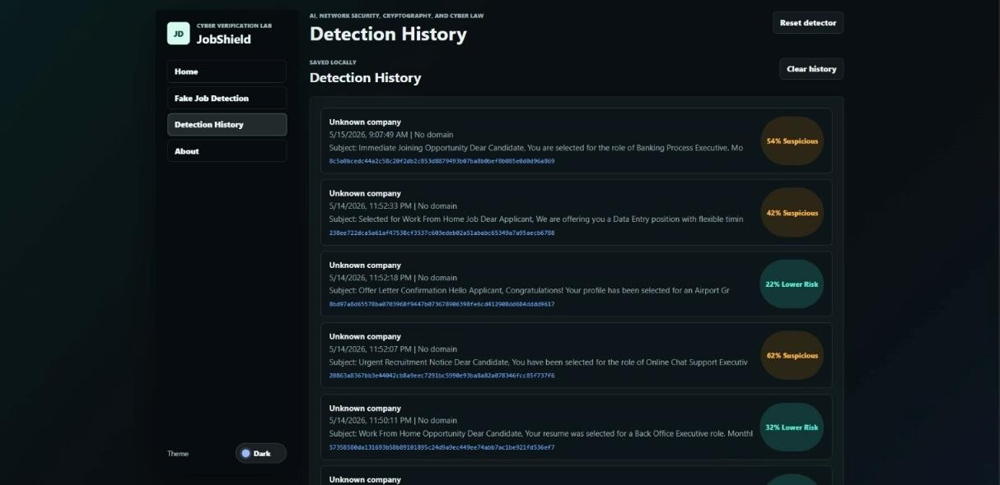 JD
CYBER VERIFICATION LAB
JobShield
Home
Fake Job Detection
Detection History
About
Theme
Dark
AI, NETWORK SECURITY, CRYPTOGRAPHY, AND CYBER LAW
Detection History
Reset detector
SAVED LOCALLY
Detection History
Clear history
Unknown company
5/15/2026, 9:07:49 AM | No domain
Subject: Immediate Joining Opportunity Dear Candidate, You are selected for the role of Banking Process Executive. Mo
54% Suspicious
Unknown company
5/14/2026, 11:52:33 PM | No domain
Subject: Selected for Work From Home Job Dear Applicant, We are offering you a Data Entry position with flexible timin
42% Suspicious
Unknown company
5/14/2026, 11:52:18 PM | No domain
Subject: Offer Letter Confirmation Hello Applicant, Congratulations! Your profile has been selected for an Airport Gr
22% Lower Risk
Unknown company
5/14/2026, 11:52:07 PM | No domain
Subject: Urgent Recruitment Notice Dear Candidate, You have been selected for the role of Online Chat Support Executiv
62% Suspicious
Unknown company
5/14/2026, 11:50:11 PM | No domain
Subject: Work From Home Opportunity Dear Candidate, Your resume was selected for a Back Office Executive role. Monthl
32% Lower Risk
Unknown company